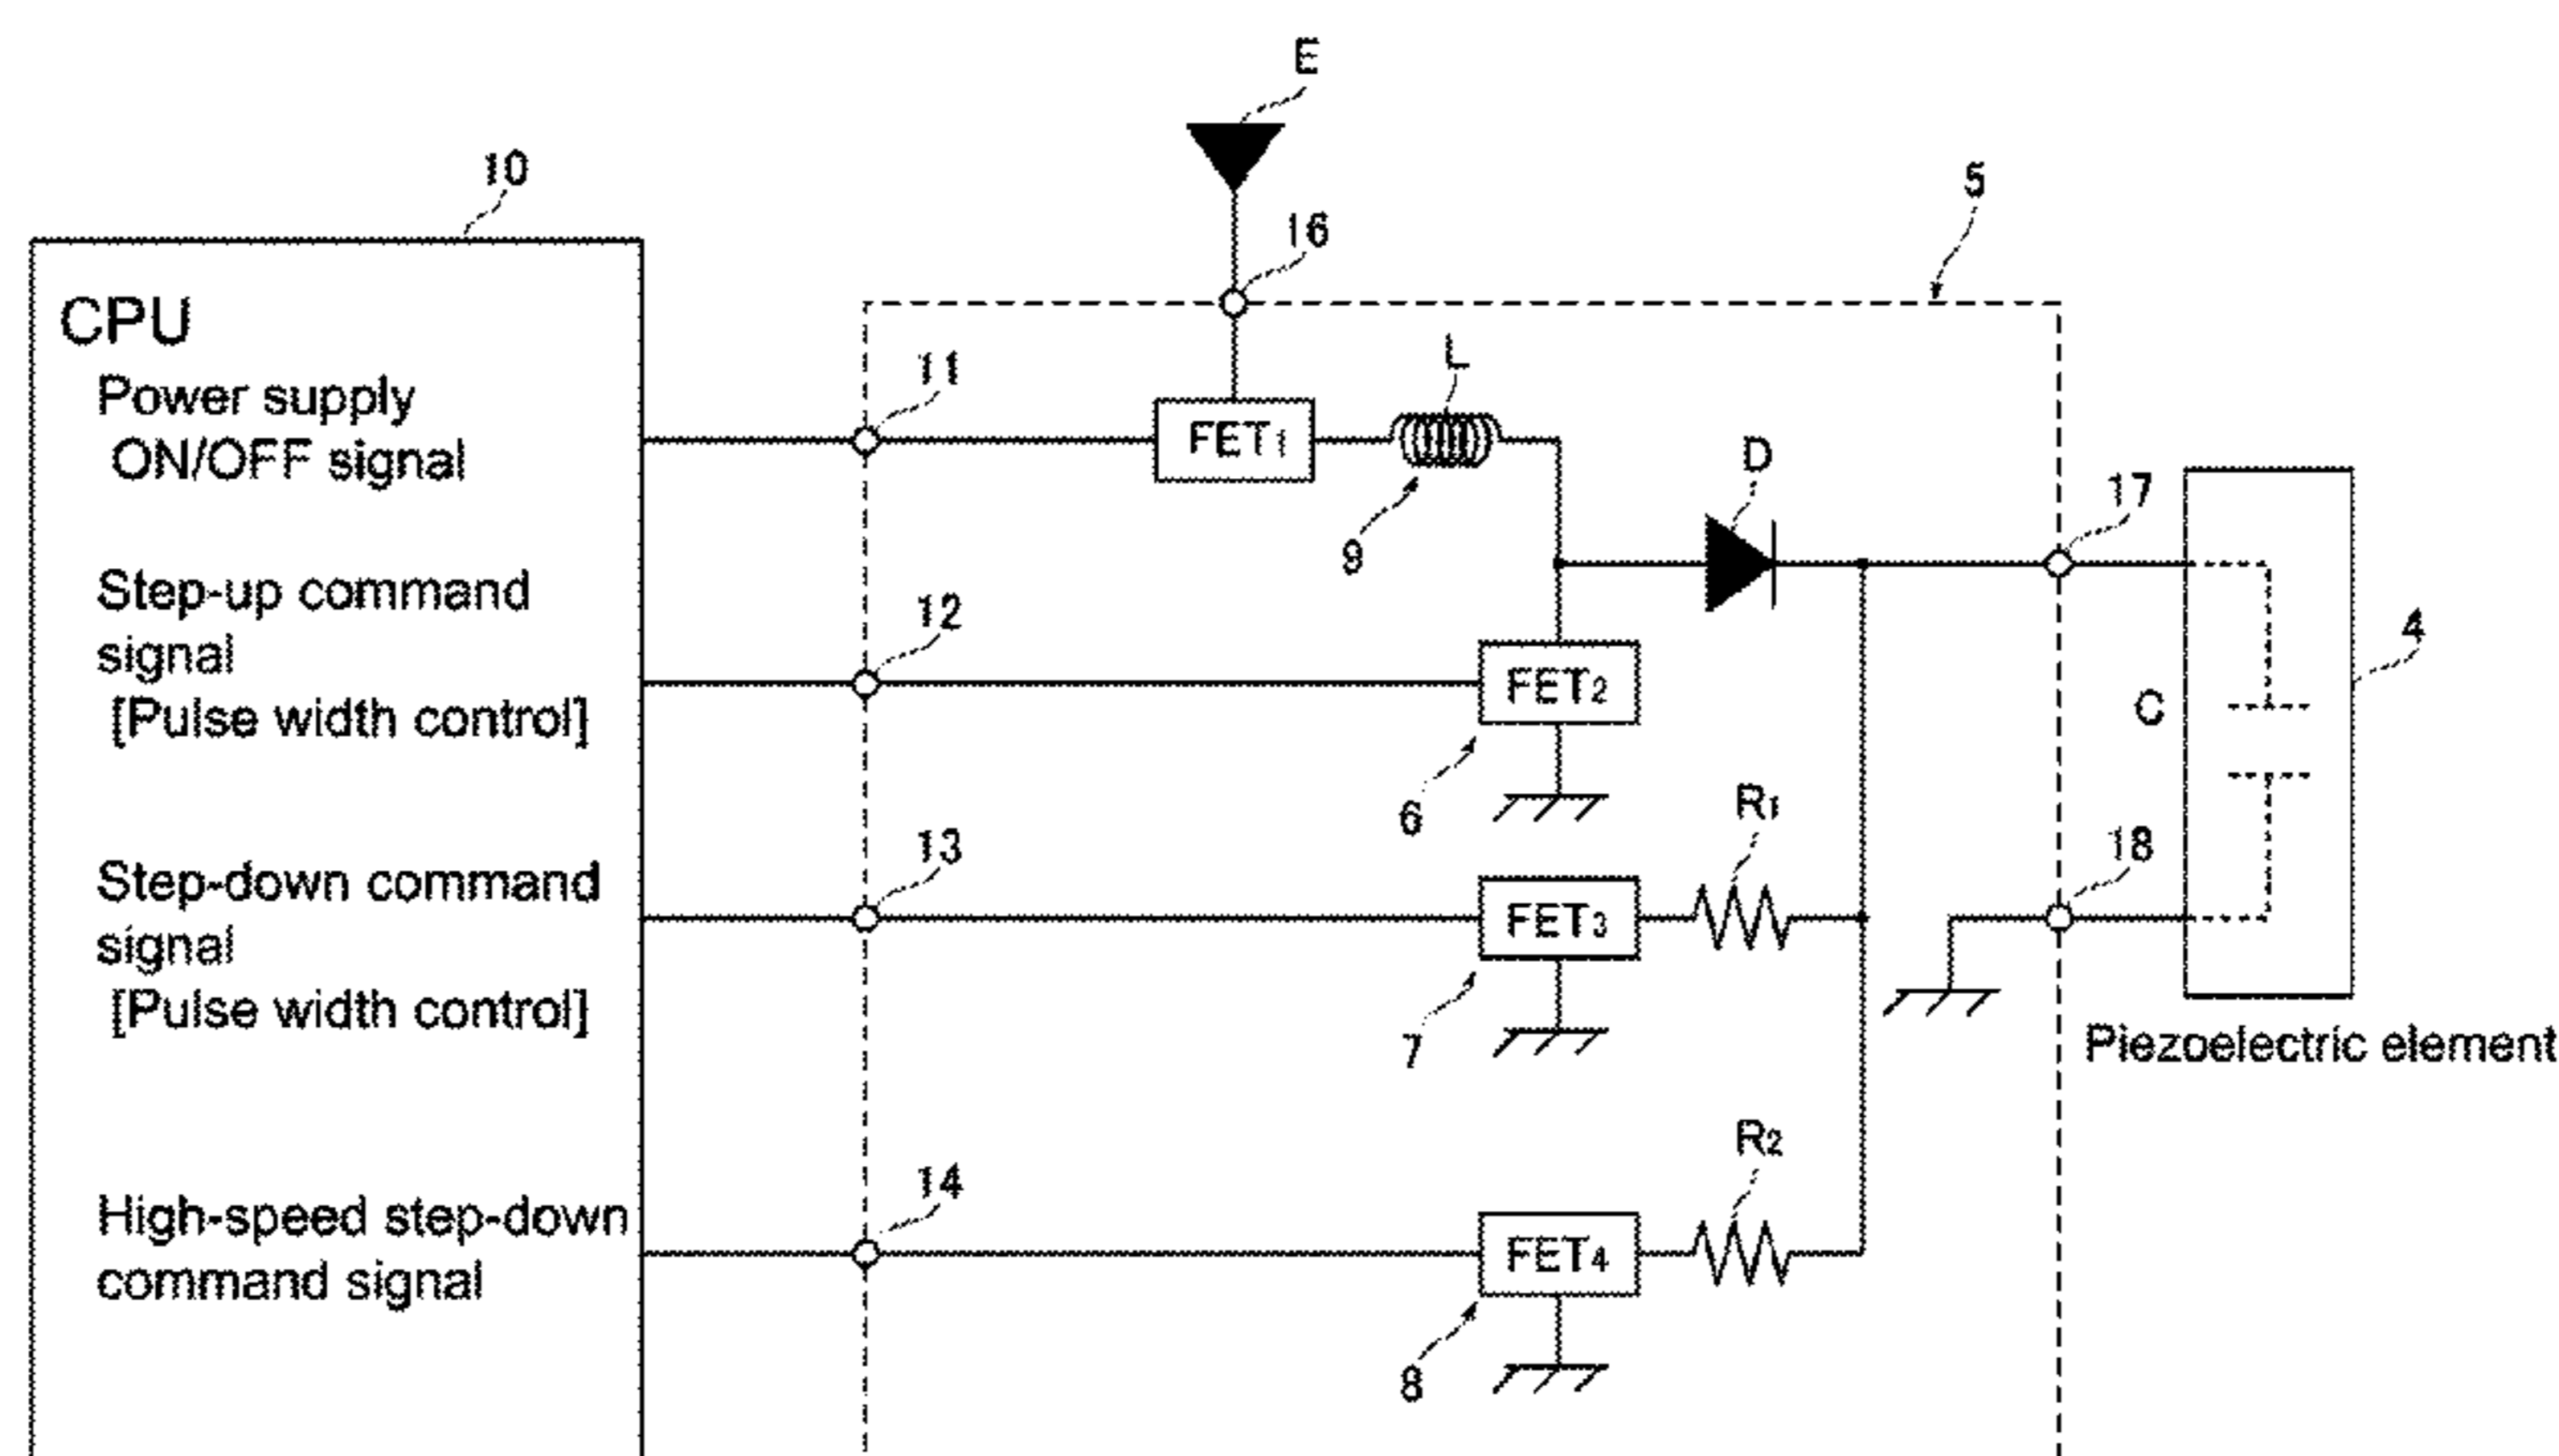 E
10
5
16
CPU
Power supply
ON/OFF signal
11
L
FET1
D
9
17
Step-up command
signal
[Pulse width control]
12
FET2
4
C
6
R1
Step-down command
signal
[Pulse width control]
13
FET3
18
7
Piezoelectric element
R2
High-speed step-down
command signal
14
FET4
8